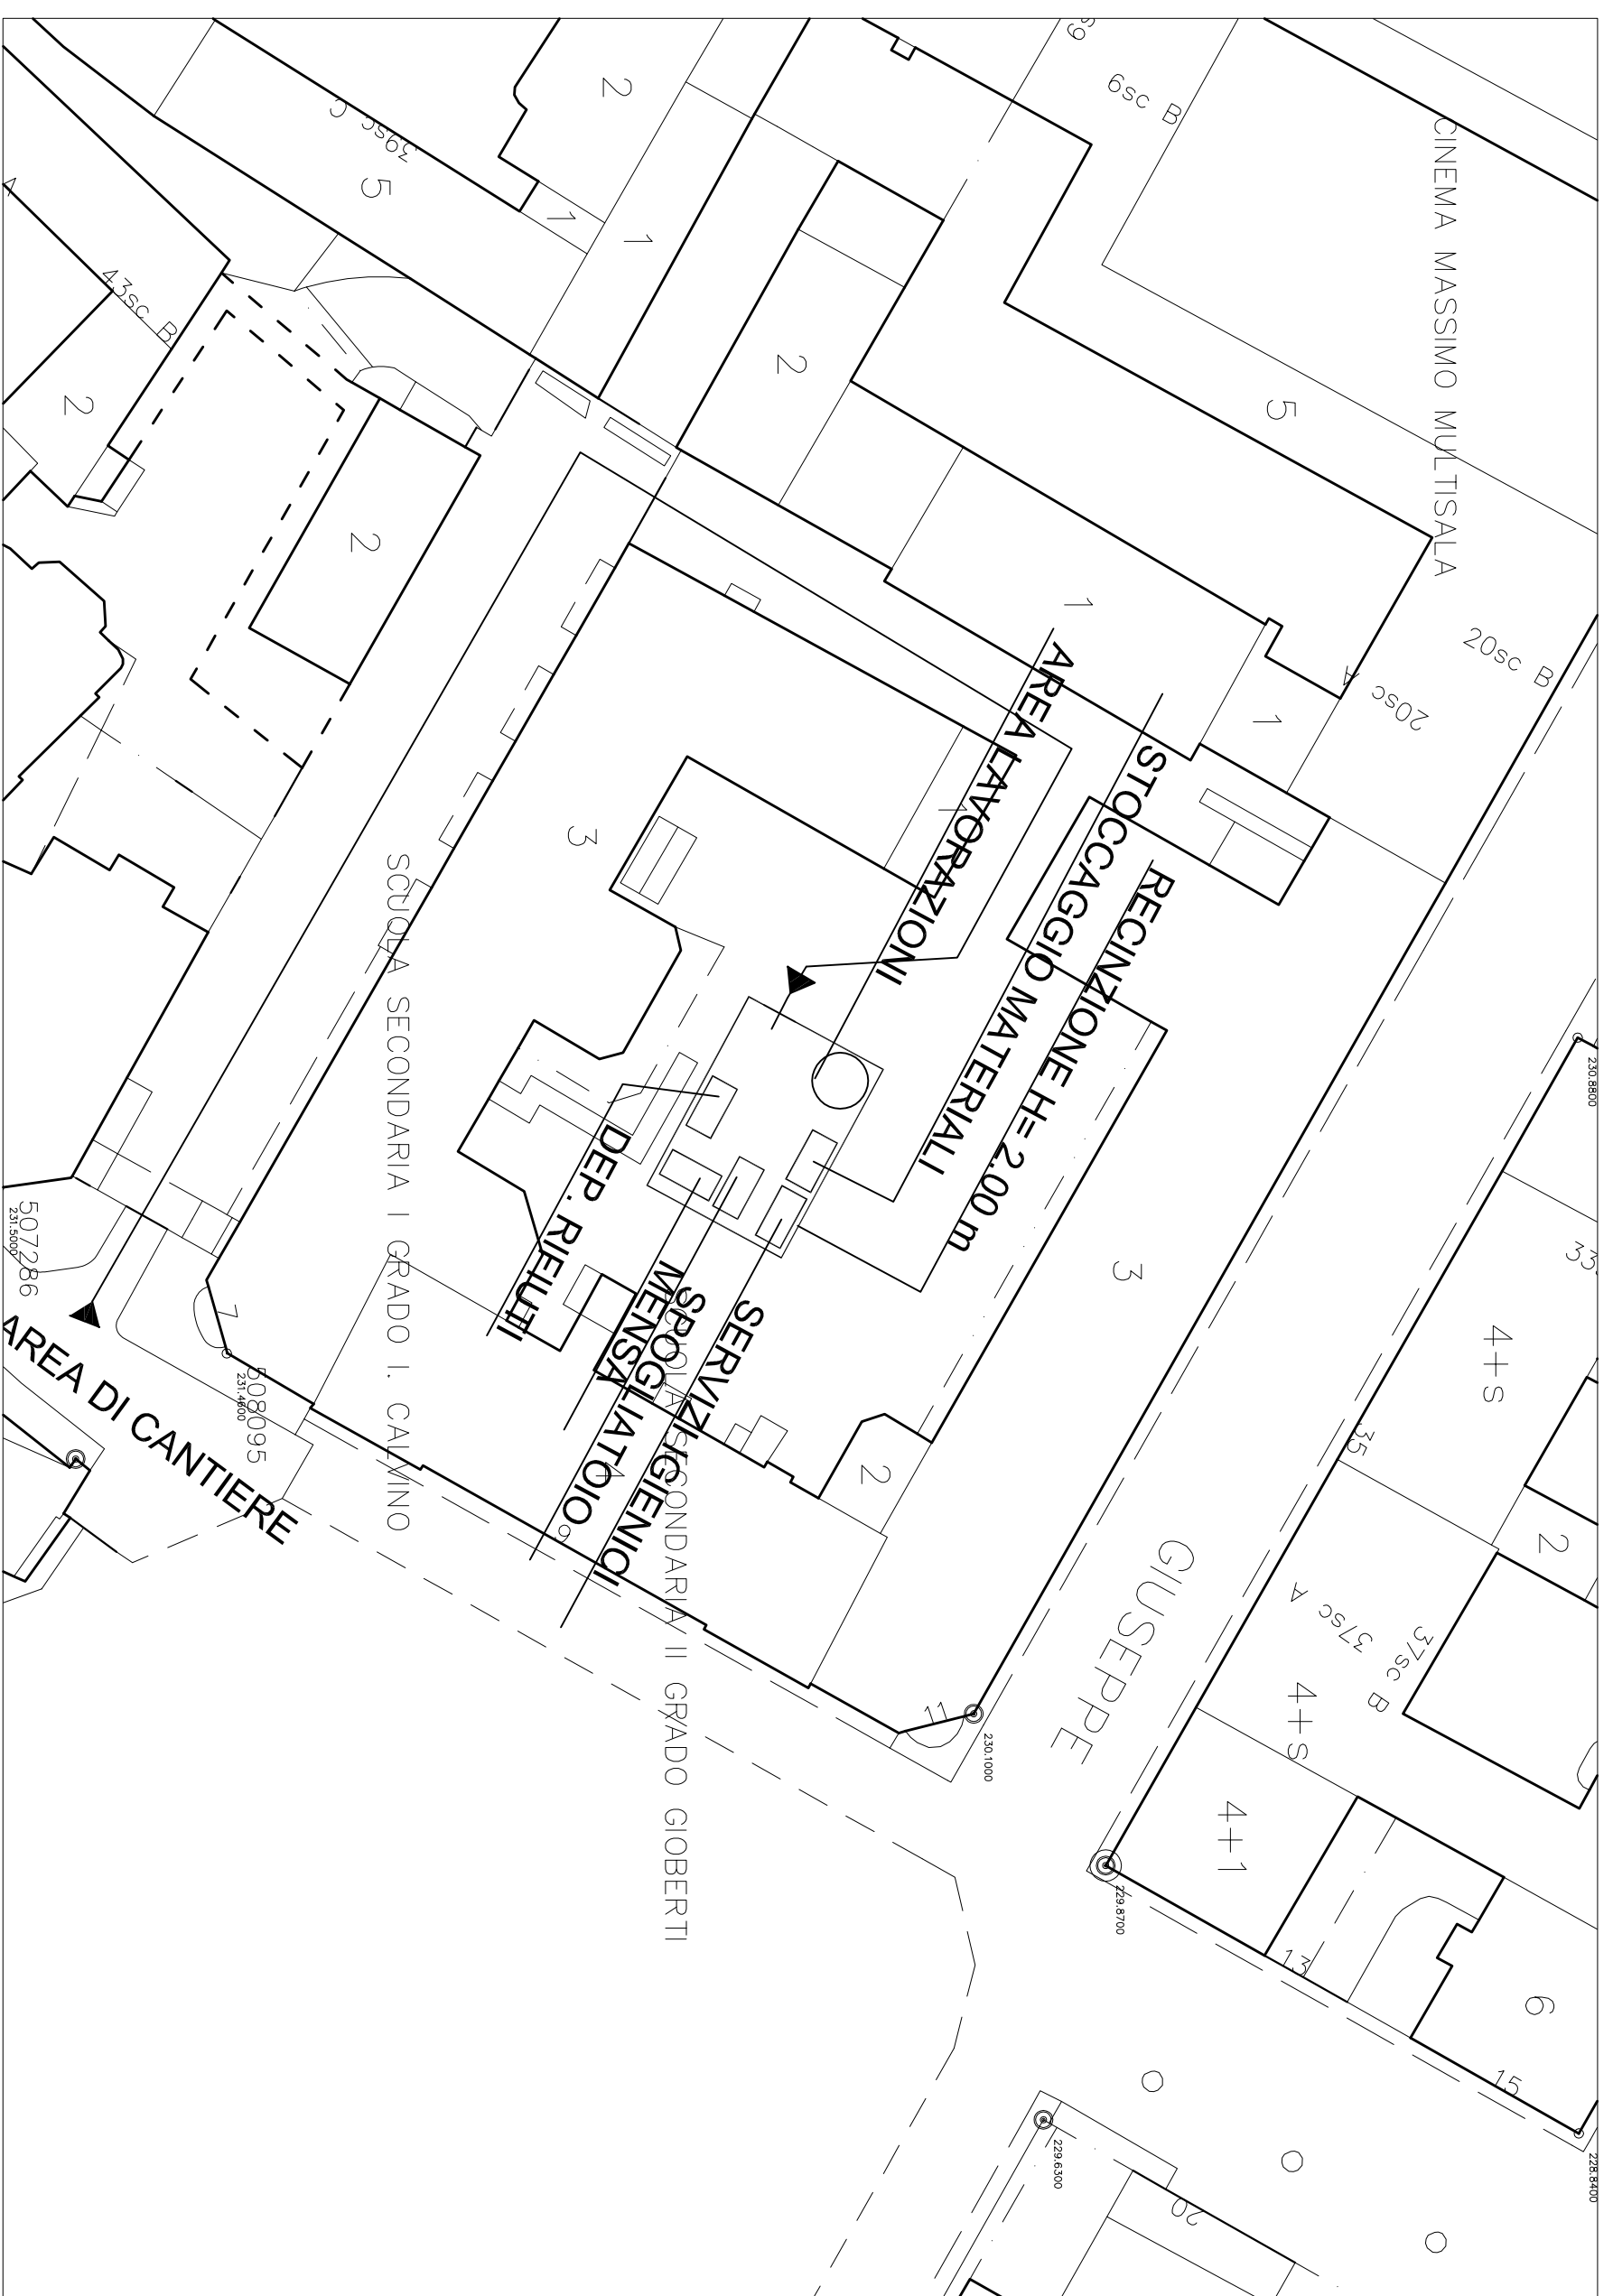 CINEMA MASSIMO MULTISALA
6sc B
39sc C
43sc B
2
5
1
1
2
5
2
2
1
1
20sc B
20sc A
AREA LAVORAZIONI
STOCCAGGIO MATERIALI
RECINZIONE H= 2.00 m
1
3
3
DEP. RIFIUTI
MENSA
SPOGLIATOIO
SERVIZI IGIENICI
SCUOLA SECONDARIA I GRADO I. CALVINO
SCUOLA SECONDARIA II GRADO GIOBERTI
AREA DI CANTIERE
507286
231.5000
508095
231.4600
7
4
9
2
11
230.1000
GIUSEPPE
230.8800
4+S
35
2
37sc A
37sc B
4+S
4+1
229.8700
13
6
15
228.8400
229.6300
20